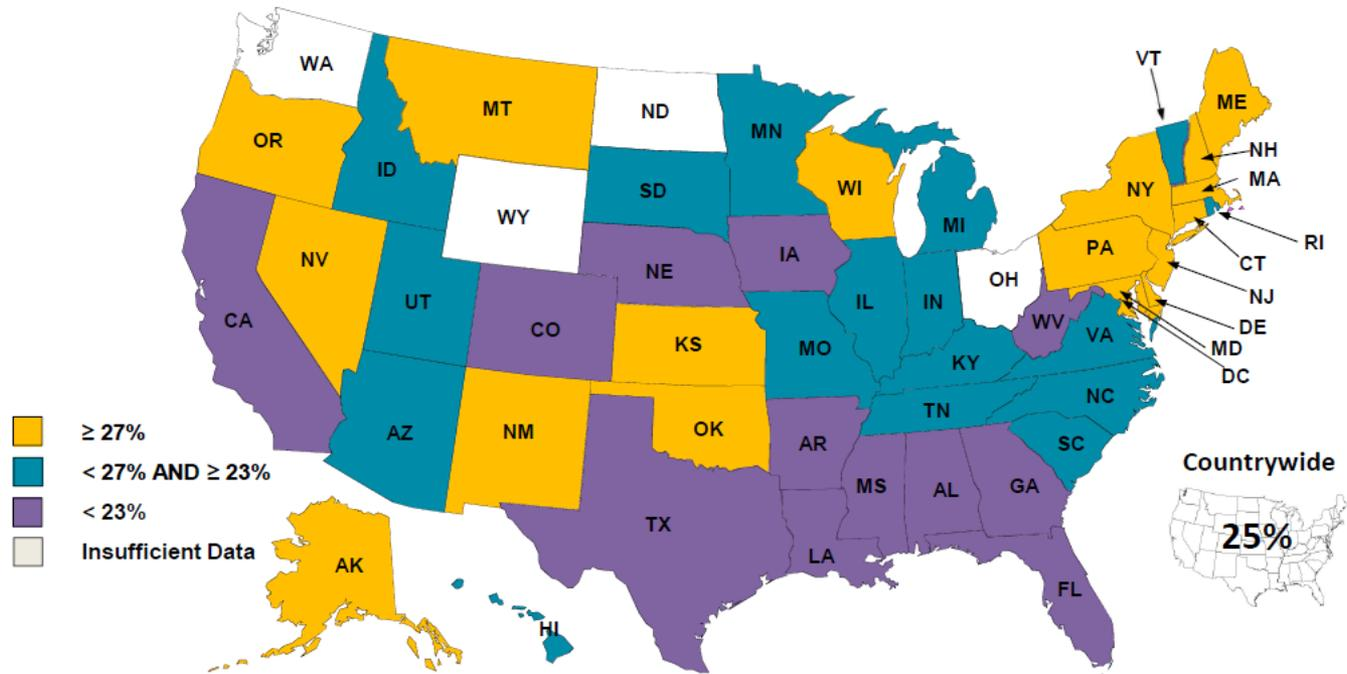 VT
WA
ME
MT
ND
MN
OR
NH
ID
WI
MA
NY
SD
WY
MI
RI
PA
IA
NV
CT
NE
OH
NJ
UT
IL
IN
CA
CO
WV
DE
VA
KS
MO
MD
KY
DC
NC
TN
OK
≥ 27%
AZ
NM
AR
SC
Countrywide
< 27% AND ≥ 23%
MS
AL
GA
< 23%
TX
25%
Insufficient Data
LA
AK
FL
HI